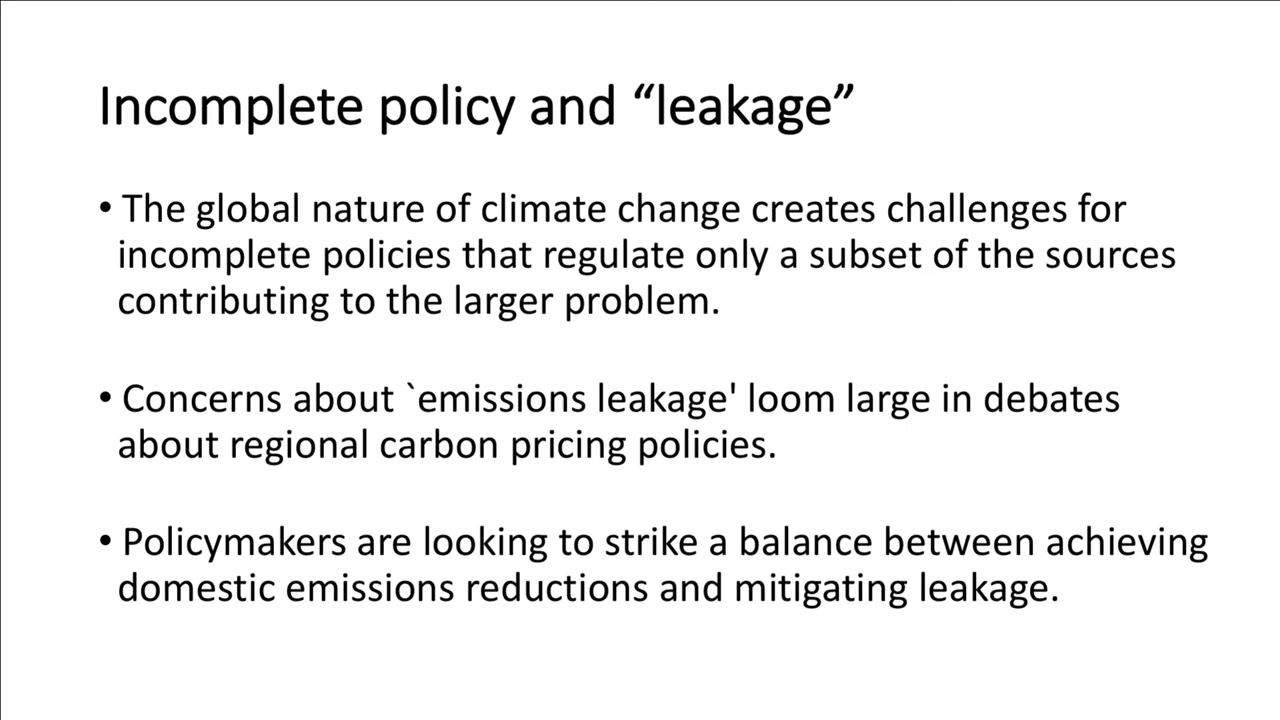 Incomplete policy and “leakage”
• The global nature of climate change creates challenges for
incomplete policies that regulate only a subset of the sources
contributing to the larger problem.
• Concerns about `emissions leakage' loom large in debates
about regional carbon pricing policies.
• Policymakers are looking to strike a balance between achieving
domestic emissions reductions and mitigating leakage.